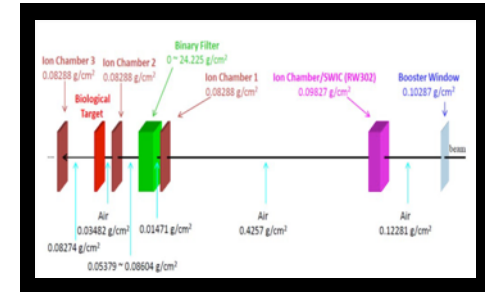 Binary Filter
0 ~ 24.225 g/cm²
Ion Chamber 3
0.08288 g/cm²
Ion Chamber 2
0.08288 g/cm²
Ion Chamber 1
0.08288 g/cm²
Ion Chamber/SWIC (RW302)
0.09827 g/cm²
Booster Window
0.10287 g/cm²
Biological
Target
beam
Air
0.03482 g/cm²
0.01471 g/cm²
Air
0.4257 g/cm²
Air
0.12281 g/cm²
0.08274 g/cm²
0.05379 ~ 0.08604 g/cm²